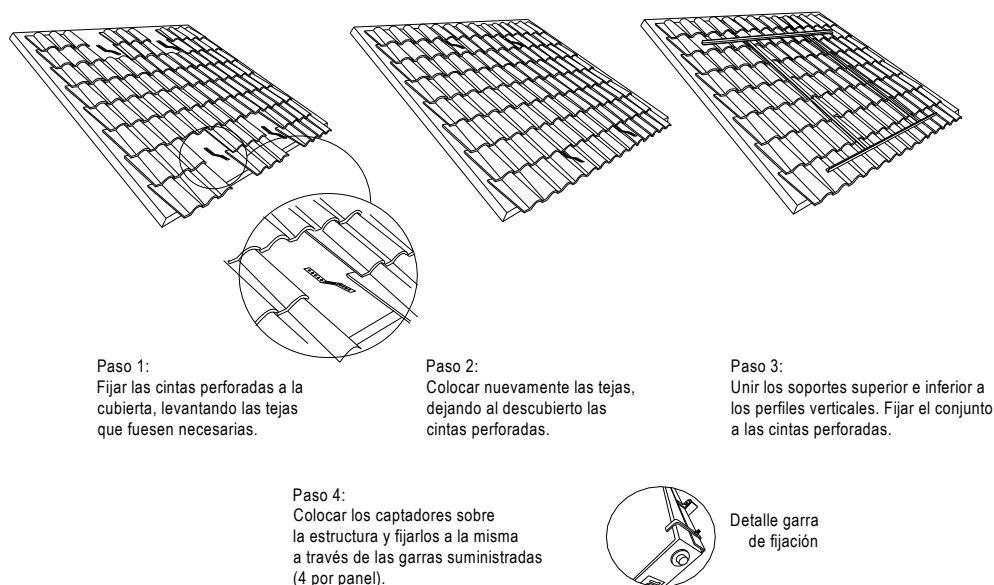 Paso 1:
Fijar las cintas perforadas a la
cubierta, levantando las tejas
que fuesen necesarias.
Paso 2:
Colocar nuevamente las tejas,
dejando al descubierto las
cintas perforadas.
Paso 3:
Unir los soportes superior e inferior a
los perfiles verticales. Fijar el conjunto
a las cintas perforadas.
Paso 4:
Colocar los captadores sobre
la estructura y fijarlos a la misma
a través de las garras suministradas
(4 por panel).
Detalle garra
de fijación